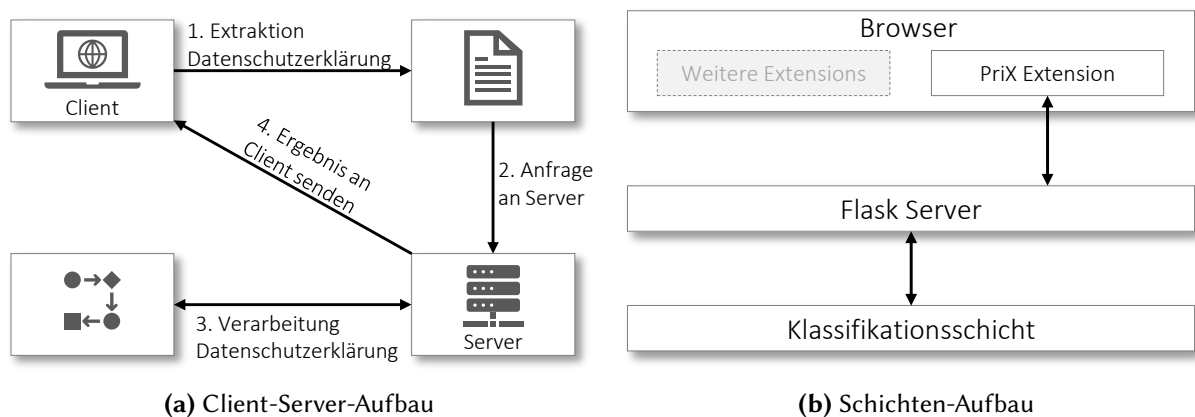 1. Extraktion
Datenschutzerklärung
Client
4. Ergebnis an
Client senden
2. Anfrage
an Server
3. Verarbeitung
Datenschutzerklärung
Server
(a) Client-Server-Aufbau
Browser
Weitere Extensions
PriX Extension
Flask Server
Klassifikationsschicht
(b) Schichten-Aufbau